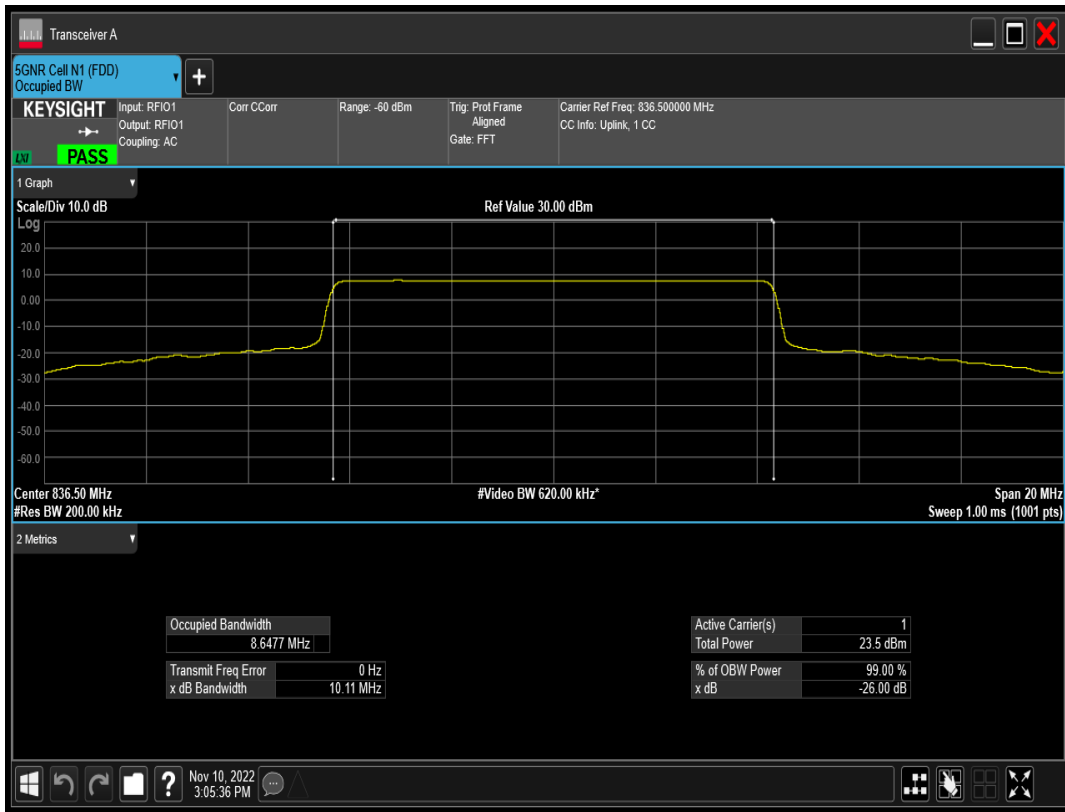 Transceiver A
5GNR Cell N1 (FDD)
Occupied BW
KEYSIGHT
LXI
PASS
Input: RFIO1
Output: RFIO1
Coupling: AC
Corr CCorr
Range: -60 dBm
Trig: Prot Frame
Aligned
Gate: FFT
Carrier Ref Freq: 836.500000 MHz
CC Info: Uplink, 1 CC
1 Graph
Scale/Div 10.0 dB
Ref Value 30.00 dBm
Log
20.0
10.0
0.00
-10.0
-20.0
-30.0
-40.0
-50.0
-60.0
Center 836.50 MHz
#Video BW 620.00 kHz*
Span 20 MHz
#Res BW 200.00 kHz
Sweep 1.00 ms (1001 pts)
2 Metrics
Occupied Bandwidth
8.6477 MHz
Transmit Freq Error 0 Hz
x dB Bandwidth 10.11 MHz
Active Carrier(s) 1
Total Power 23.5 dBm
% of OBW Power 99.00 %
x dB -26.00 dB
?
Nov 10, 2022
3:05:36 PM